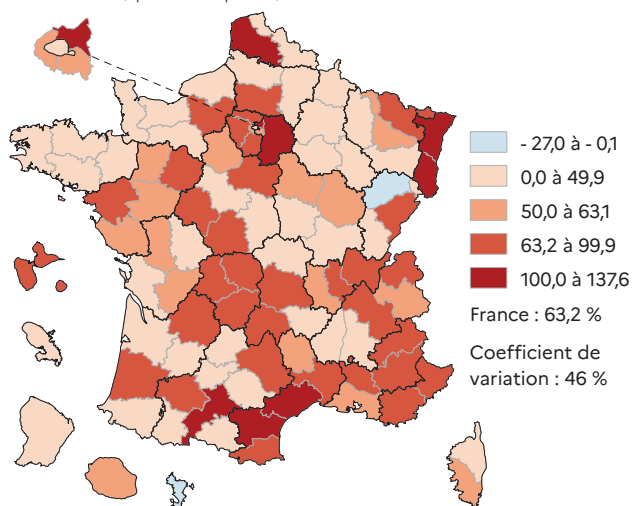 - 27,0 à - 0,1
0,0 à 49,9
50,0 à 63,1
63,2 à 99,9
100,0 à 137,6
France : 63,2 %
Coefficient de
variation : 46 %